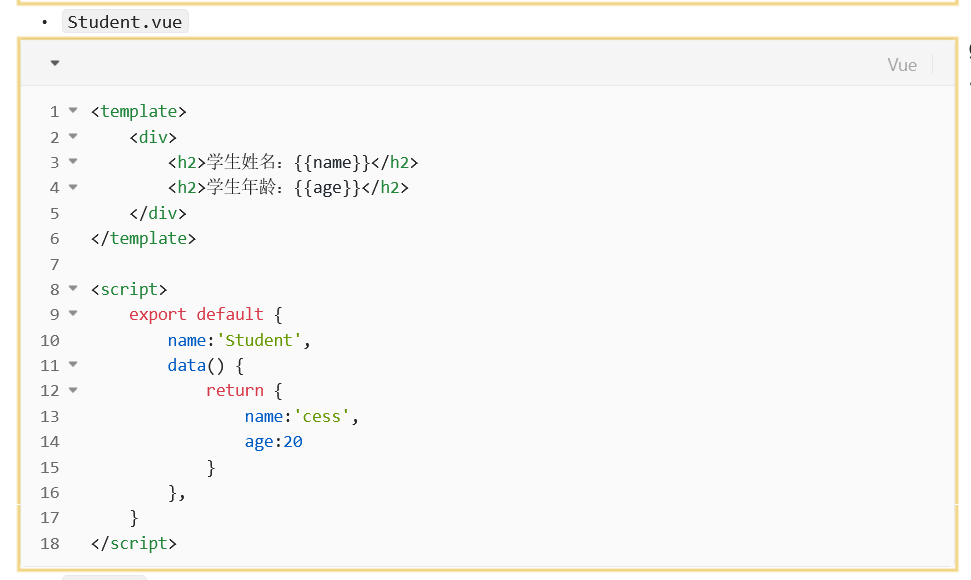 • Student.vue
Vue
1 <template>
2     <div>
3         <h2>学生姓名：{{name}}</h2>
4         <h2>学生年龄：{{age}}</h2>
5     </div>
6 </template>
7
8 <script>
9     export default {
10         name:'Student',
11         data() {
12             return {
13                 name:'cess',
14                 age:20
15             }
16         },
17     }
18 </script>